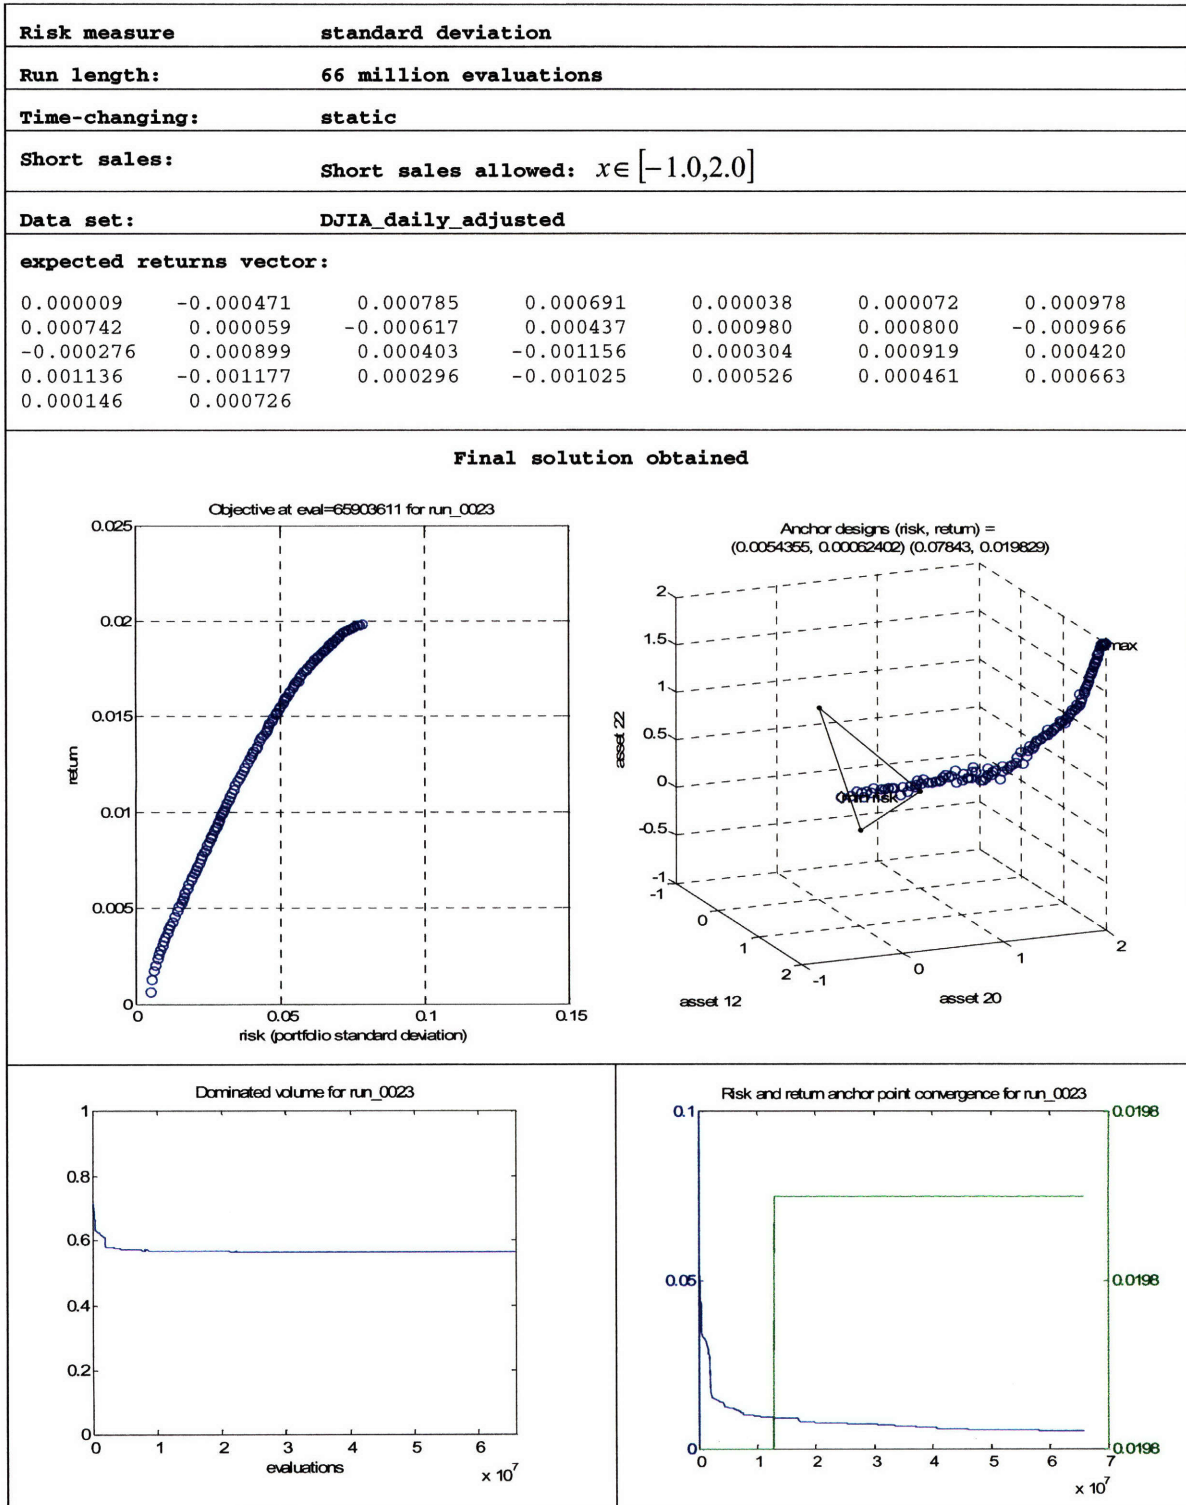 Risk measure standard deviation
Run length: 66 million evaluations
Time-changing: static
Short sales: Short sales allowed: x∈[−1.0,2.0]
Data set: DJIA_daily_adjusted
expected returns vector:
0.000009 -0.000471 0.000785 0.000691 0.000038 0.000072 0.000978
0.000742 0.000059 -0.000617 0.000437 0.000980 0.000800 -0.000966
-0.000276 0.000899 0.000403 -0.001156 0.000304 0.000919 0.000420
0.001136 -0.001177 0.000296 -0.001025 0.000526 0.000461 0.000663
0.000146 0.000726
Final solution obtained
Objective at eval=65903611 for run_0023
0.025
0.02
0.015
0.01
0.005
0
return
0 0.05 0.1 0.15
risk (portfolio standard deviation)
Anchor designs (risk, return) =
(0.0054355, 0.00062402) (0.07843, 0.019829)
2
1.5
1
0.5
0
-0.5
-1
asset 22
max
min risk
-1 0 1 2
asset 12
-1 0 1 2
asset 20
Dominated volume for run_0023
1
0.8
0.6
0.4
0.2
0
0 1 2 3 4 5 6
evaluations
x 10^7
Risk and return anchor point convergence for run_0023
0.1 0.0198
0.05 0.0198
0 0.0198
0 1 2 3 4 5 6 7
x 10^7